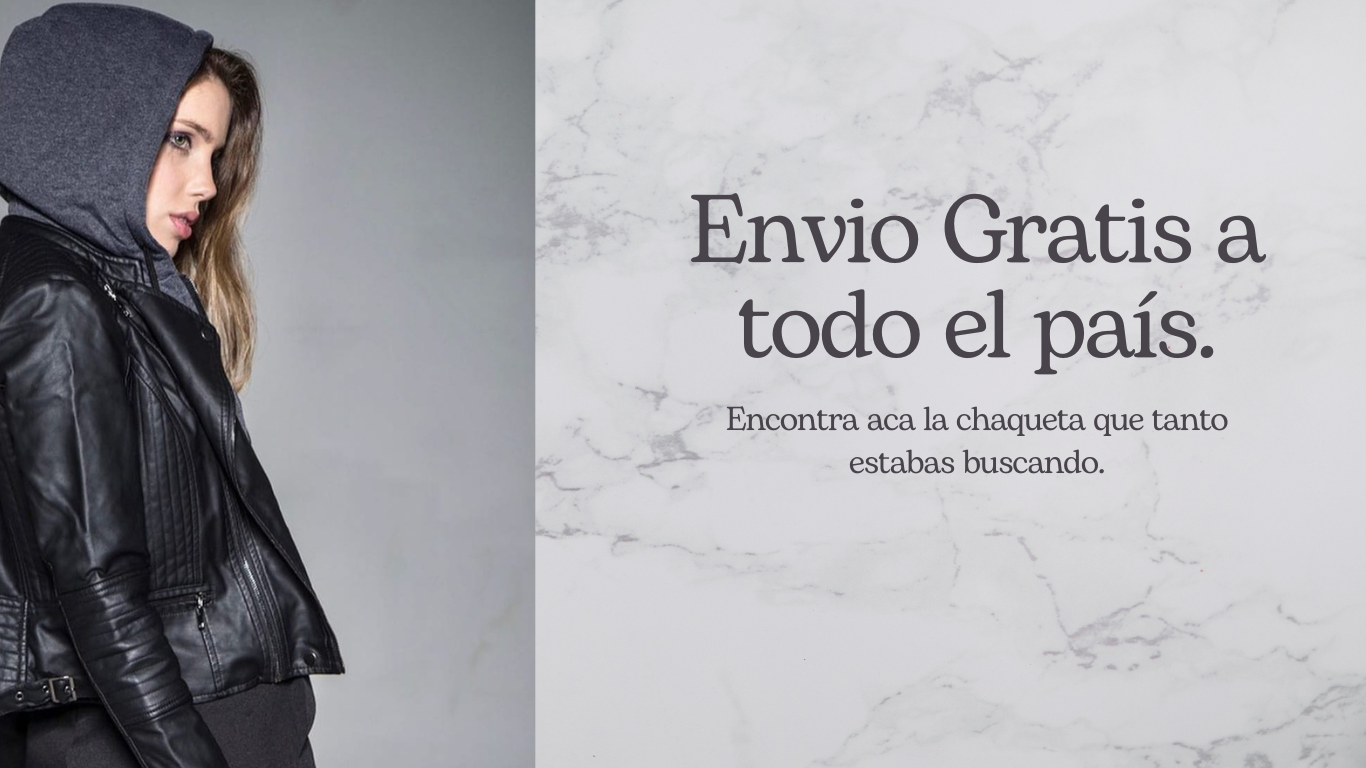 Envio Gratis a
todo el país.
Encontra aca la chaqueta que tanto
estabas buscando.